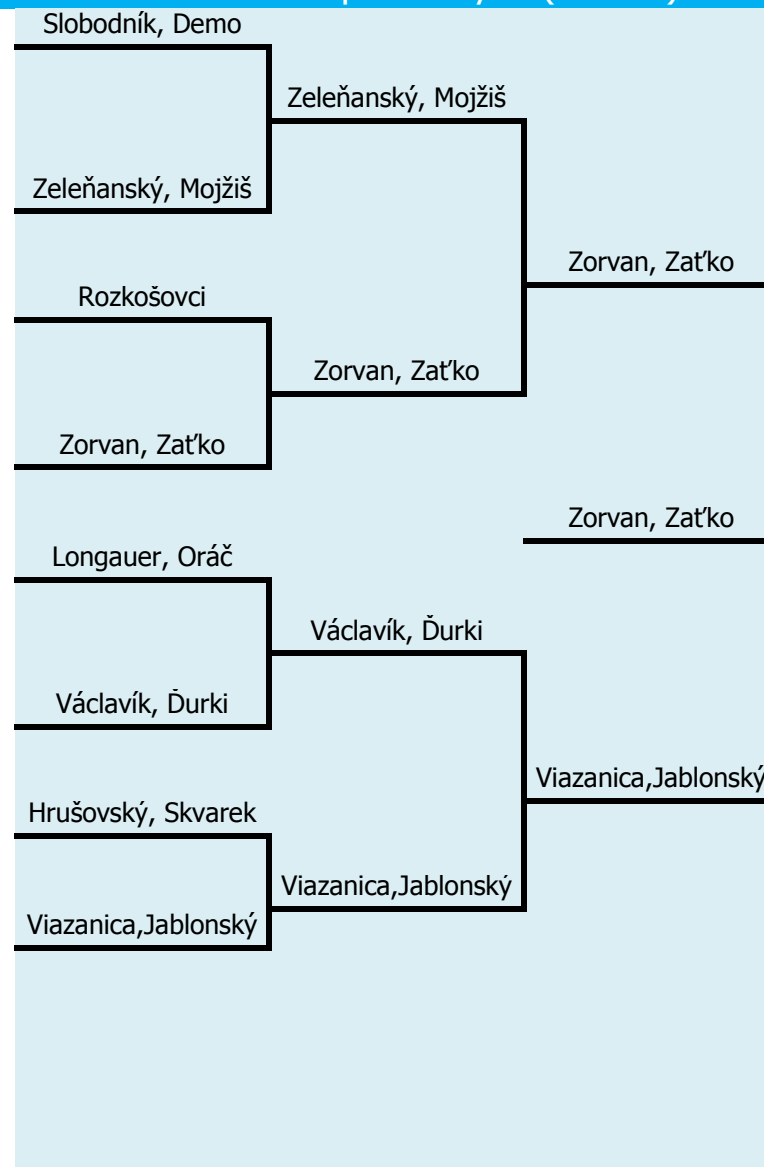 Slobodník, Demo
Zeleňanský, Mojžiš
Zeleňanský, Mojžiš
Zorvan, Zaťko
Rozkošovci
Zorvan, Zaťko
Zorvan, Zaťko
Zorvan, Zaťko
Longauer, Oráč
Václavík, Ďurki
Václavík, Ďurki
Viazanica,Jablonský
Hrušovský, Skvarek
Viazanica,Jablonský
Viazanica,Jablonský